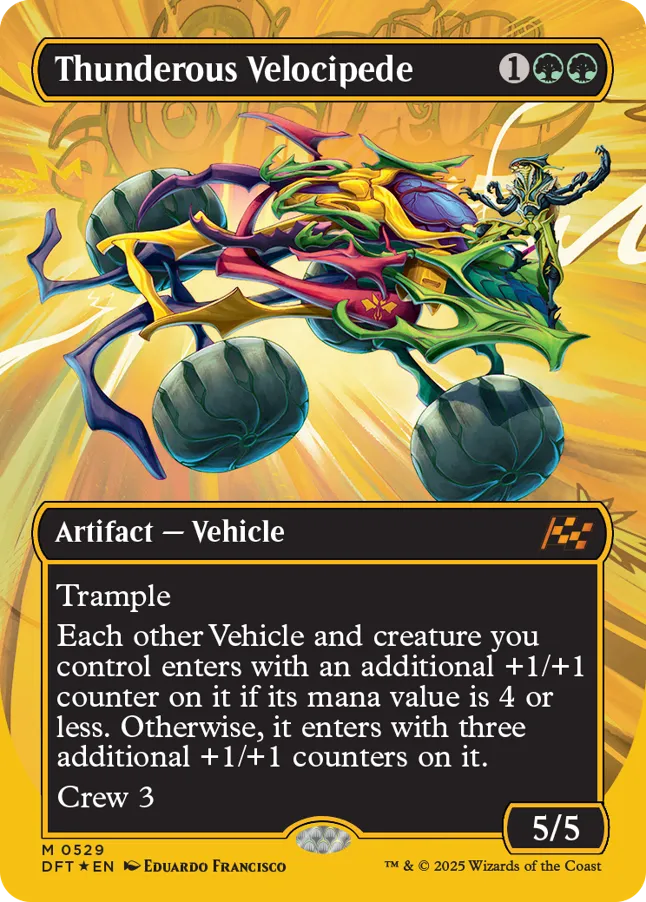 Thunderous Velocipede 1
Artifact — Vehicle
Trample
Each other Vehicle and creature you
control enters with an additional +1/+1
counter on it if its mana value is 4 or
less. Otherwise, it enters with three
additional +1/+1 counters on it.
Crew 3
5/5
M 0529
DFT ★ EN Eduardo Francisco
™ & © 2025 Wizards of the Coast